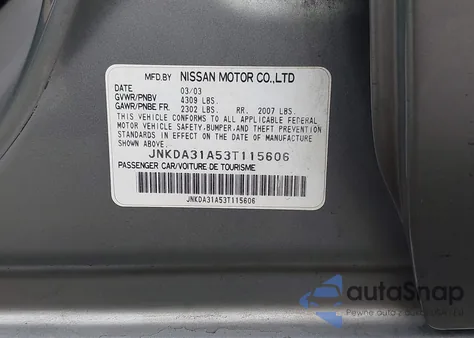 MFD.BY NISSAN MOTOR CO.,LTD
DATE 03/03
GVWR/PNBV 4309 LBS.
GAWR/PNBE FR. 2302 LBS. RR. 2007 LBS.
THIS VEHICLE CONFORMS TO ALL APPLICABLE FEDERAL
MOTOR VEHICLE SAFETY,BUMPER,AND THEFT PREVENTION
STANDARDS IN EFFECT ON THE DATE OF MANUFACTURE
SHOWN ABOVE.
JNKDA31A53T115606
PASSENGER CAR/VOITURE DE TOURISME
JNKDA31A53T115606
autoSnap
Pewne auto z